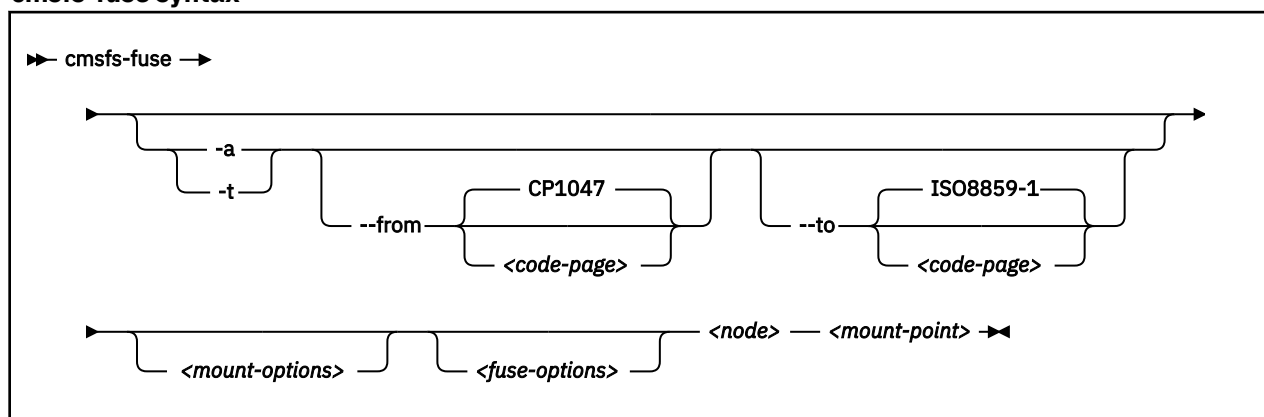 cmsfs-fuse syntax
cmsfs-fuse
-a
-t
CP1047
ISO8859-1
--from
--to
<code-page>
<code-page>
<node> <mount-point>
<mount-options>
<fuse-options>